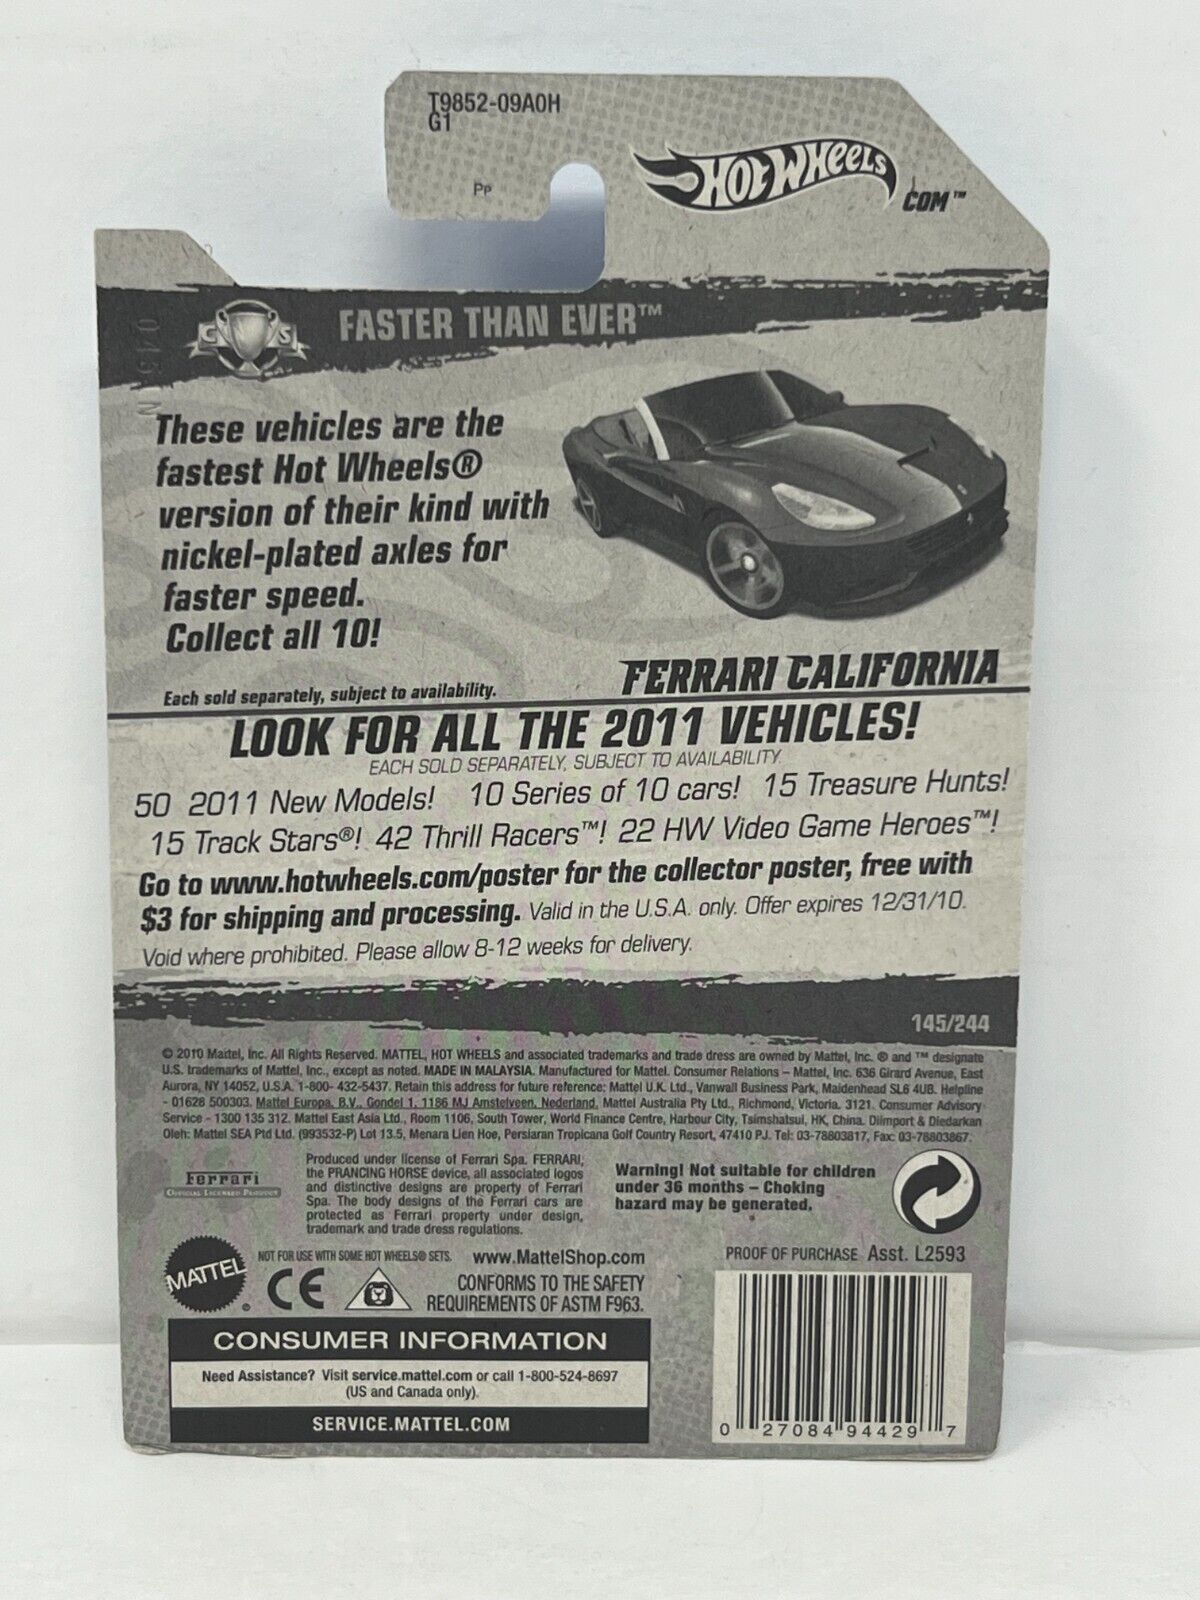 T9852-09A0H
G1
Pp
HOT WHEELS
.COM™
FASTER THAN EVER™
These vehicles are the
fastest Hot Wheels®
version of their kind with
nickel-plated axles for
faster speed.
Collect all 10!
Each sold separately, subject to availability.
FERRARI CALIFORNIA
LOOK FOR ALL THE 2011 VEHICLES!
EACH SOLD SEPARATELY, SUBJECT TO AVAILABILITY.
50 2011 New Models! 10 Series of 10 cars! 15 Treasure Hunts!
15 Track Stars®! 42 Thrill Racers™! 22 HW Video Game Heroes™!
Go to www.hotwheels.com/poster for the collector poster, free with
$3 for shipping and processing. Valid in the U.S.A. only. Offer expires 12/31/10.
Void where prohibited. Please allow 8-12 weeks for delivery.
145/244
© 2010 Mattel, Inc. All Rights Reserved. MATTEL, HOT WHEELS and associated trademarks and trade dress are owned by Mattel, Inc. ® and ™ designate
U.S. trademarks of Mattel, Inc., except as noted. MADE IN MALAYSIA. Manufactured for Mattel. Consumer Relations – Mattel, Inc. 636 Girard Avenue, East
Aurora, NY 14052, U.S.A. 1-800- 432-5437. Retain this address for future reference: Mattel U.K. Ltd., Vanwall Business Park, Maidenhead SL6 4UB. Helpline
- 01628 500303. Mattel Europa, B.V., Gondel 1, 1186 MJ Amstelveen, Nederland. Mattel Australia Pty Ltd., Richmond, Victoria. 3121. Consumer Advisory
Service - 1300 135 312. Mattel East Asia Ltd., Room 1106, South Tower, World Finance Centre, Harbour City, Tsimshatsui, HK, China. Diimport & Diedarkan
Oleh: Mattel SEA Ptd Ltd. (993532-P) Lot 13.5, Menara Lien Hoe, Persiaran Tropicana Golf Country Resort, 47410 PJ. Tel: 03-78803817, Fax: 03-78803867.
Ferrari
OFFICIAL LICENSED PRODUCT
Produced under license of Ferrari Spa. FERRARI,
the PRANCING HORSE device, all associated logos
and distinctive designs are property of Ferrari
Spa. The body designs of the Ferrari cars are
protected as Ferrari property under design,
trademark and trade dress regulations.
Warning! Not suitable for children
under 36 months – Choking
hazard may be generated.
MATTEL®
NOT FOR USE WITH SOME HOT WHEELS® SETS. www.MattelShop.com
CE
CONFORMS TO THE SAFETY
REQUIREMENTS OF ASTM F963.
PROOF OF PURCHASE Asst. L2593
CONSUMER INFORMATION
Need Assistance? Visit service.mattel.com or call 1-800-524-8697
(US and Canada only).
SERVICE.MATTEL.COM
0 27084 94429 7